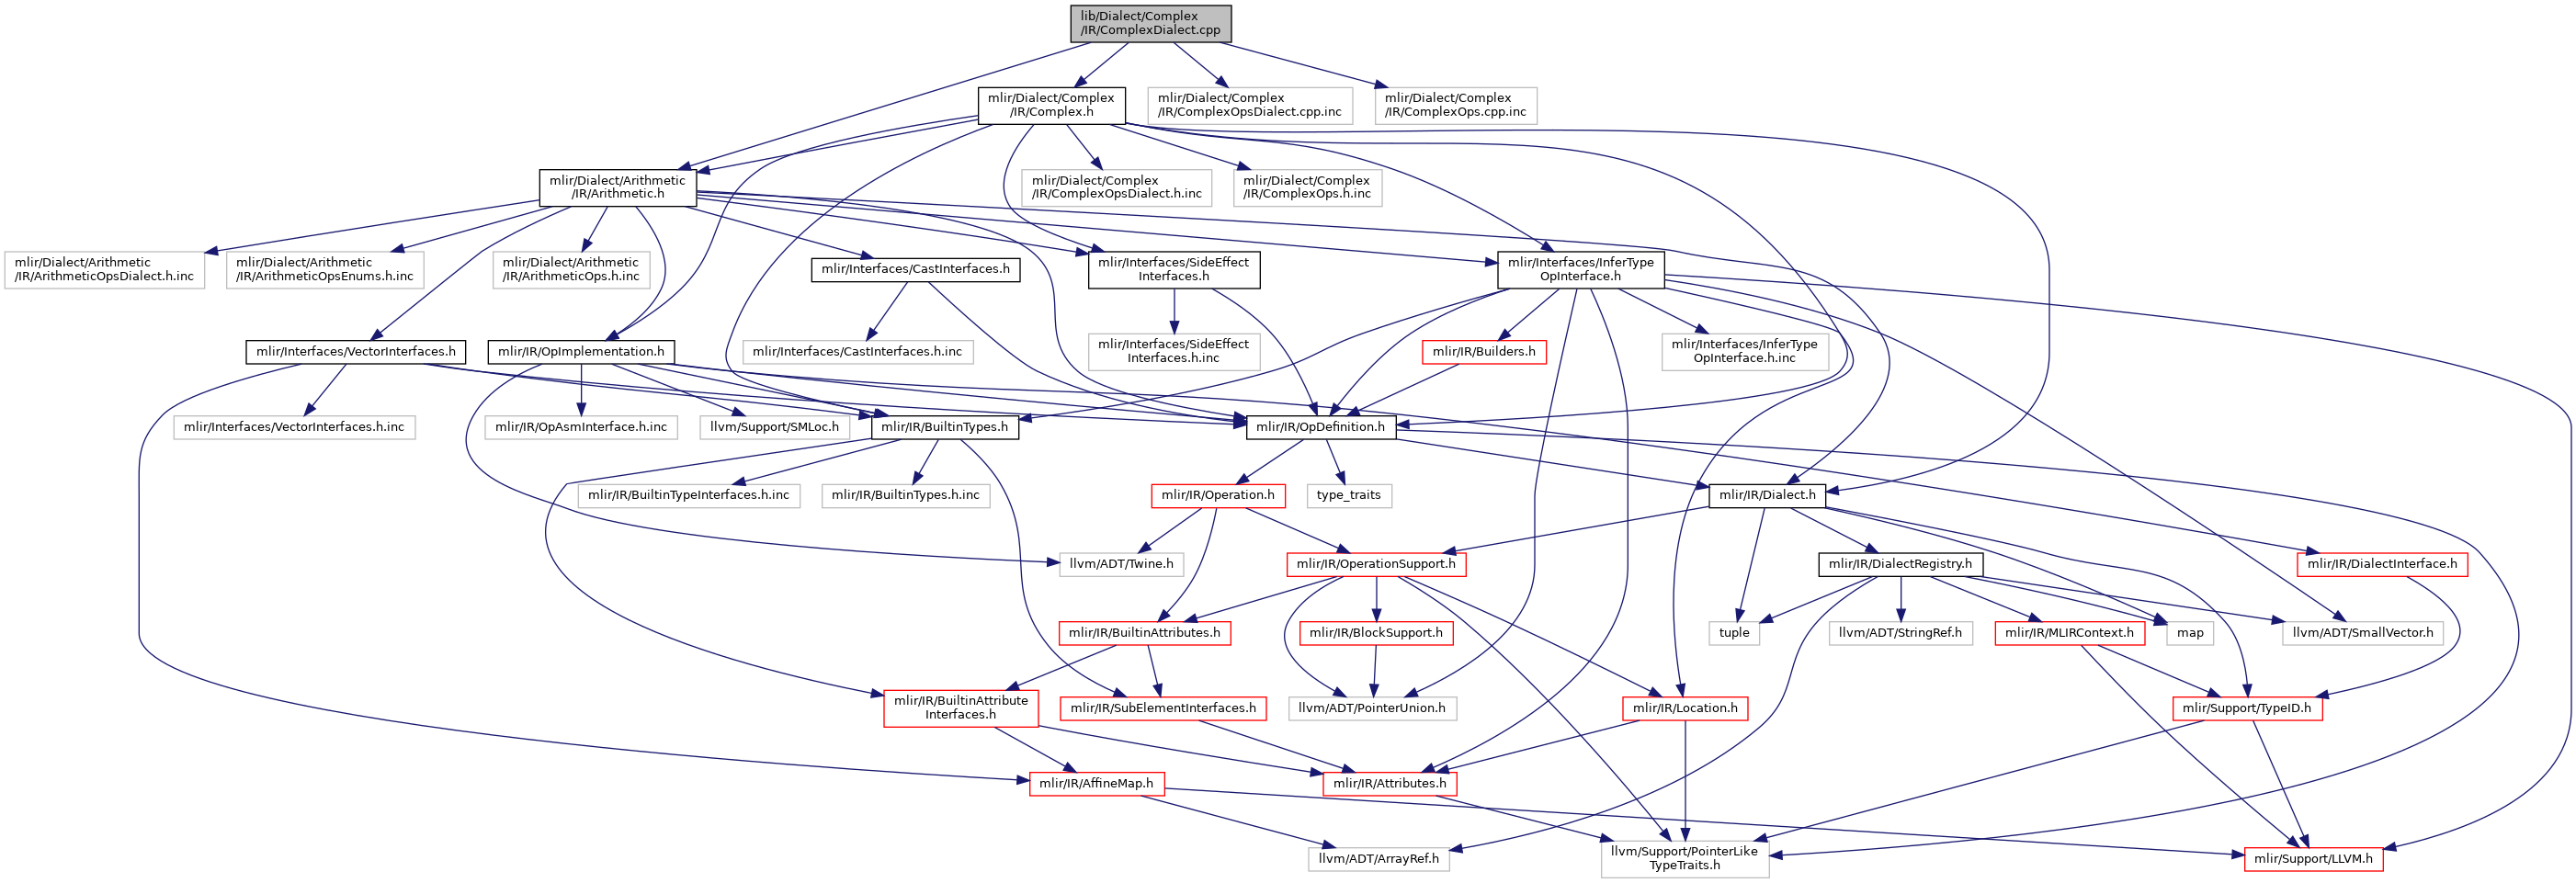 lib/Dialect/Complex
/IR/ComplexDialect.cpp
mlir/Dialect/Complex
/IR/Complex.h
mlir/Dialect/Complex
/IR/ComplexOpsDialect.cpp.inc
mlir/Dialect/Complex
/IR/ComplexOps.cpp.inc
mlir/Dialect/Arithmetic
/IR/Arithmetic.h
mlir/Dialect/Complex
/IR/ComplexOpsDialect.h.inc
mlir/Dialect/Complex
/IR/ComplexOps.h.inc
mlir/Dialect/Arithmetic
/IR/ArithmeticOpsDialect.h.inc
mlir/Dialect/Arithmetic
/IR/ArithmeticOpsEnums.h.inc
mlir/Dialect/Arithmetic
/IR/ArithmeticOps.h.inc
mlir/Interfaces/CastInterfaces.h
mlir/Interfaces/SideEffect
Interfaces.h
mlir/Interfaces/InferType
OpInterface.h
mlir/Interfaces/VectorInterfaces.h
mlir/IR/OpImplementation.h
mlir/Interfaces/CastInterfaces.h.inc
mlir/Interfaces/SideEffect
Interfaces.h.inc
mlir/IR/Builders.h
mlir/Interfaces/InferType
OpInterface.h.inc
mlir/Interfaces/VectorInterfaces.h.inc
mlir/IR/OpAsmInterface.h.inc
llvm/Support/SMLoc.h
mlir/IR/BuiltinTypes.h
mlir/IR/OpDefinition.h
mlir/IR/BuiltinTypeInterfaces.h.inc
mlir/IR/BuiltinTypes.h.inc
mlir/IR/Operation.h
type_traits
mlir/IR/Dialect.h
llvm/ADT/Twine.h
mlir/IR/OperationSupport.h
mlir/IR/DialectRegistry.h
mlir/IR/DialectInterface.h
mlir/IR/BuiltinAttributes.h
mlir/IR/BlockSupport.h
tuple
llvm/ADT/StringRef.h
mlir/IR/MLIRContext.h
map
llvm/ADT/SmallVector.h
mlir/IR/BuiltinAttribute
Interfaces.h
mlir/IR/SubElementInterfaces.h
llvm/ADT/PointerUnion.h
mlir/IR/Location.h
mlir/Support/TypeID.h
mlir/IR/AffineMap.h
mlir/IR/Attributes.h
llvm/ADT/ArrayRef.h
llvm/Support/PointerLike
TypeTraits.h
mlir/Support/LLVM.h